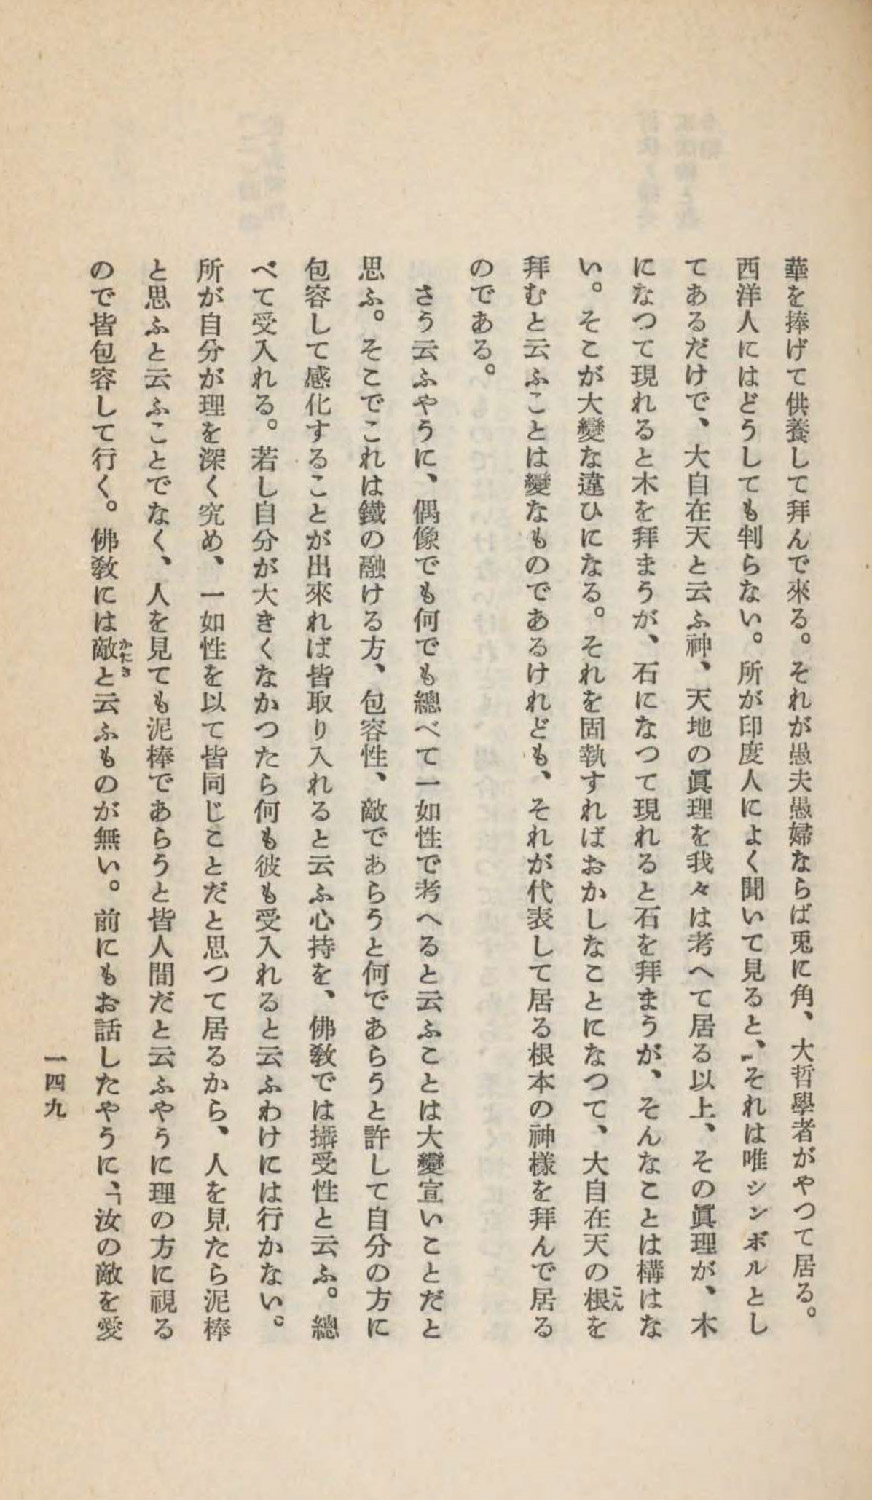 華を捧げて供養して拜んで來る。それが愚夫愚婦ならば兎に角、大哲學者がやつて居る。
西洋人にはどうしても判らない。所が印度人によく聞いて見ると、それは唯シンボルとし
てあるだけで、大自在天と云ふ神、天地の眞理を我々は考へて居る以上、その眞理が、木
になつて現れると木を拜まうが、石になつて現れると石を拜まうが、そんなことは構はな
い。そこが大變な違ひになる。それを固執すればおかしなことになつて、大自在天の根こんを
拜むと云ふことは變なものであるけれども、それが代表して居る根本の神樣を拜んで居る
のである。
さう云ふやうに、偶像でも何でも總べて一如性で考へると云ふことは大變宜いことだと
思ふ。そこでこれは鐵の融ける方、包容性、敵であらうと何であらうと許して自分の方に
包容して感化することが出來れば皆取り入れると云ふ心持を、佛敎では攝受性と云ふ。總
べて受入れる。若し自分が大きくなかつたら何も彼も受入れると云ふわけには行かない。
所が自分が理を深く究め、一如性を以て皆同じことだと思つて居るから、人を見たら泥棒
と思ふと云ふことでなく、人を見ても泥棒であらうと皆人間だと云ふやうに理の方に視る
ので皆包容して行く。佛敎には敵かたきと云ふものが無い。前にもお話したやうに、「汝の敵を愛
一四九